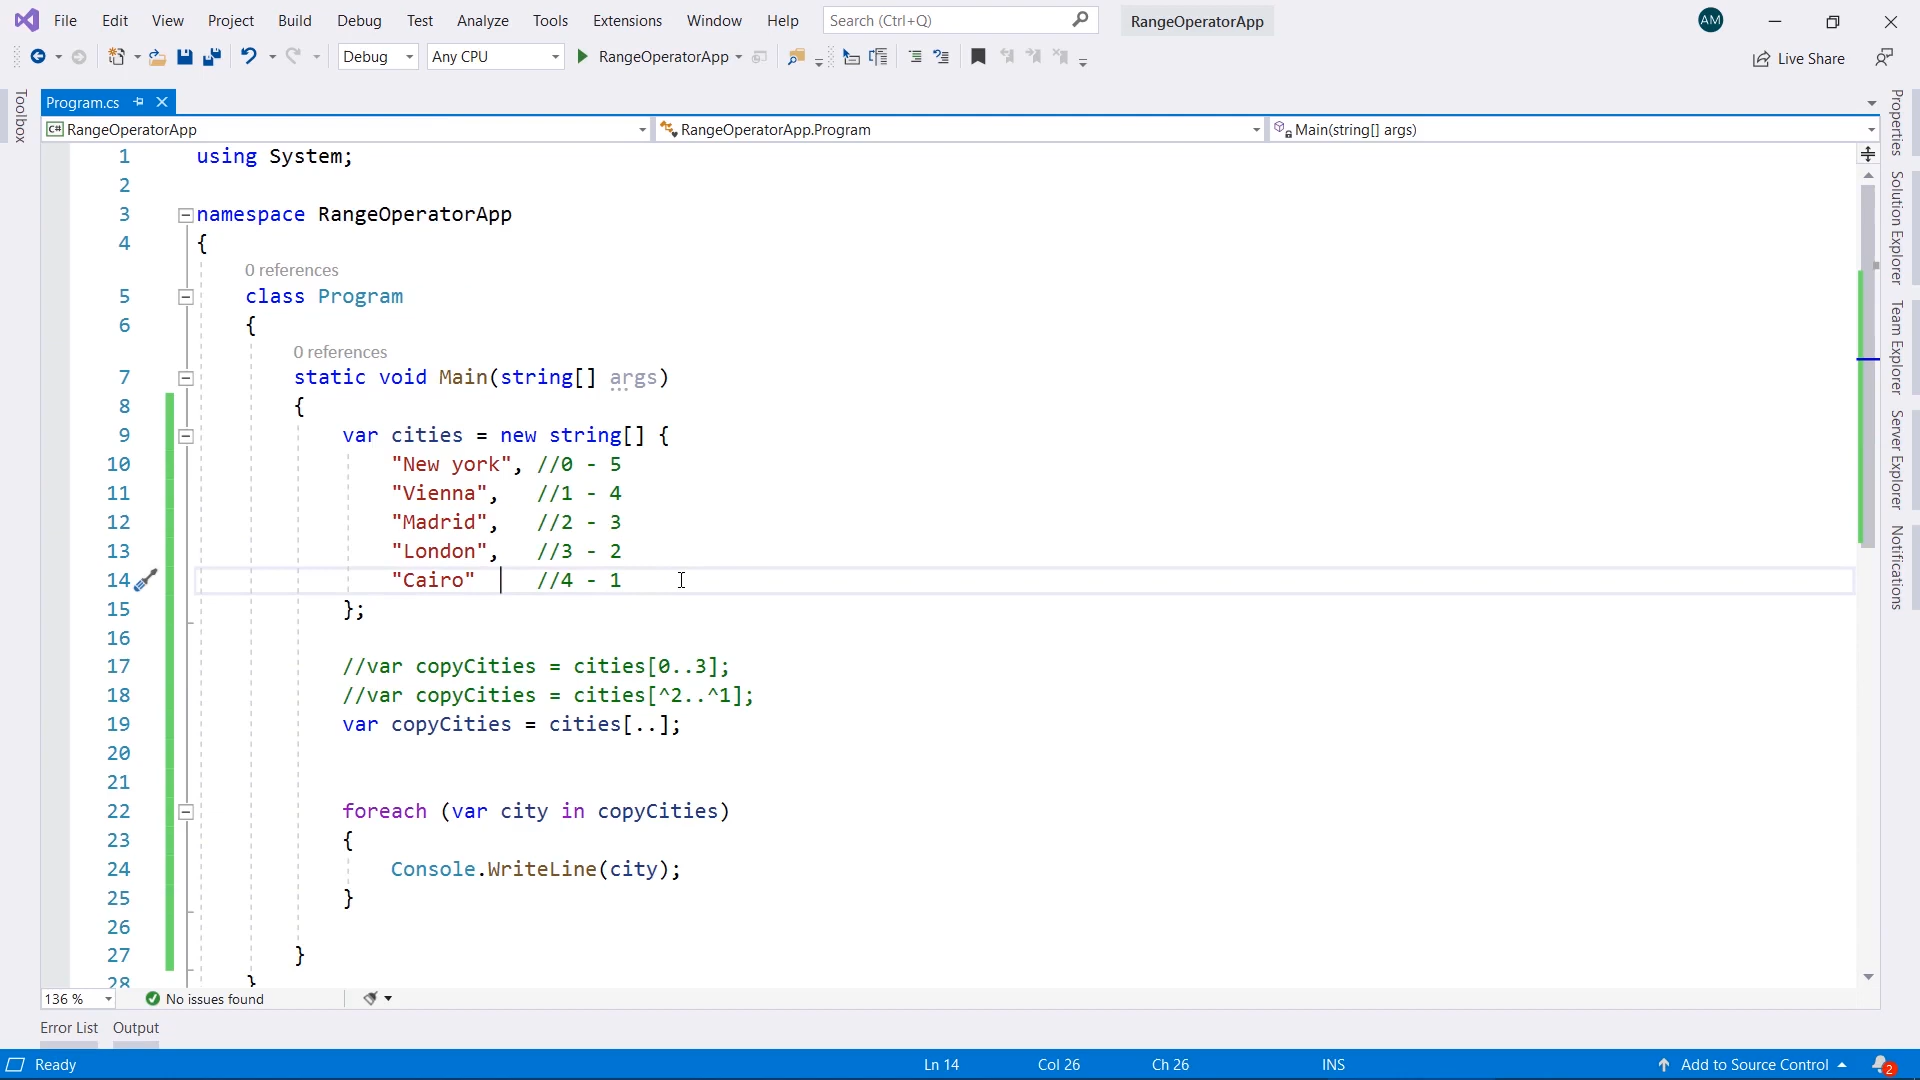 File Edit View Project Build Debug Test Analyze Tools Extensions Window Help Search (Ctrl+Q) RangeOperatorApp AM
Debug Any CPU RangeOperatorApp Live Share
Toolbox
Program.cs
RangeOperatorApp RangeOperatorApp.Program Main(string[] args)
1 using System;
2
3 namespace RangeOperatorApp
4 {
0 references
5 class Program
6 {
0 references
7 static void Main(string[] args)
8 {
9 var cities = new string[] {
10 "New york", //0 - 5
11 "Vienna", //1 - 4
12 "Madrid", //2 - 3
13 "London", //3 - 2
14 "Cairo" //4 - 1
15 };
16
17 //var copyCities = cities[0..3];
18 //var copyCities = cities[^2..^1];
19 var copyCities = cities[..];
20
21
22 foreach (var city in copyCities)
23 {
24 Console.WriteLine(city);
25 }
26
27 }
28 }
Properties
Solution Explorer
Team Explorer
Server Explorer
Notifications
136 % No issues found
Error List Output
Ready Ln 14 Col 26 Ch 26 INS Add to Source Control 2